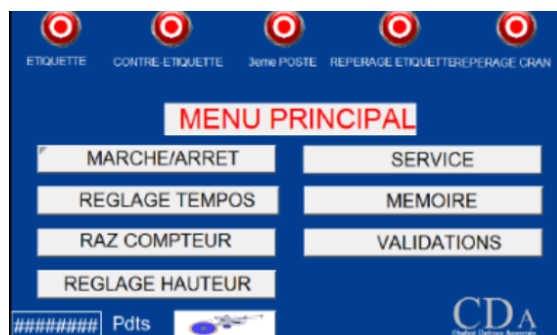 ETIQUETTE CONTRE-ETIQUETTE 3eme POSTE REPERAGE ETIQUETTE REPERAGE CRAN
MENU PRINCIPAL
MARCHE/ARRET SERVICE
REGLAGE TEMPOS MEMOIRE
RAZ COMPTEUR VALIDATIONS
REGLAGE HAUTEUR
######## Pdts CDA